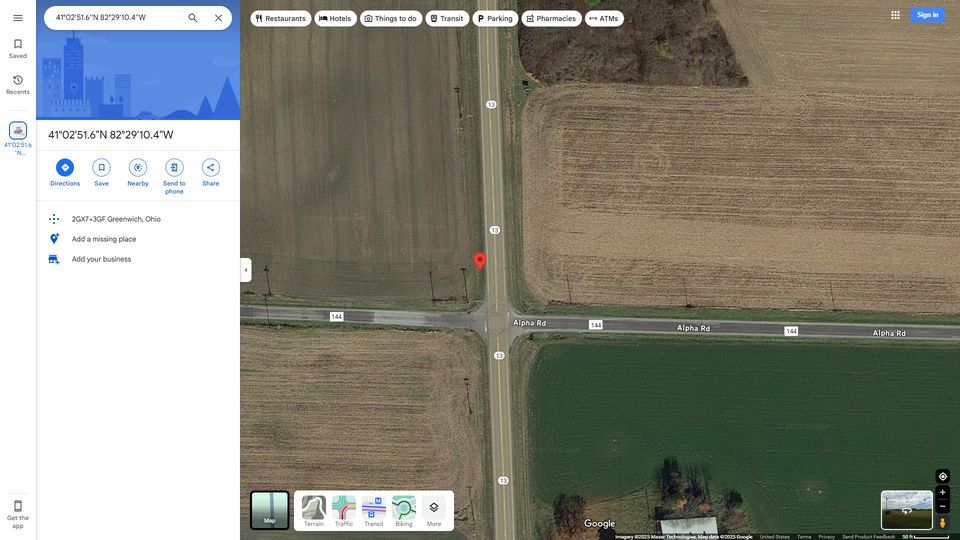 41°02'51.6"N 82°29'10.4"W
Restaurants
Hotels
Things to do
Transit
Parking
Pharmacies
ATMs
Sign in
Saved
Recents
41°02'51.6
"N...
Get the
app
41°02'51.6"N 82°29'10.4"W
Directions
Save
Nearby
Send to
phone
Share
2GX7+3GF Greenwich, Ohio
Add a missing place
Add your business
13
13
144
Alpha Rd
144
Alpha Rd
144
Alpha Rd
13
13
Map
Terrain
Traffic
M
Transit
Biking
More
Google
Imagery ©2025 Maxar Technologies, Map data ©2025 Google
United States
Terms
Privacy
Send Product Feedback
50 ft